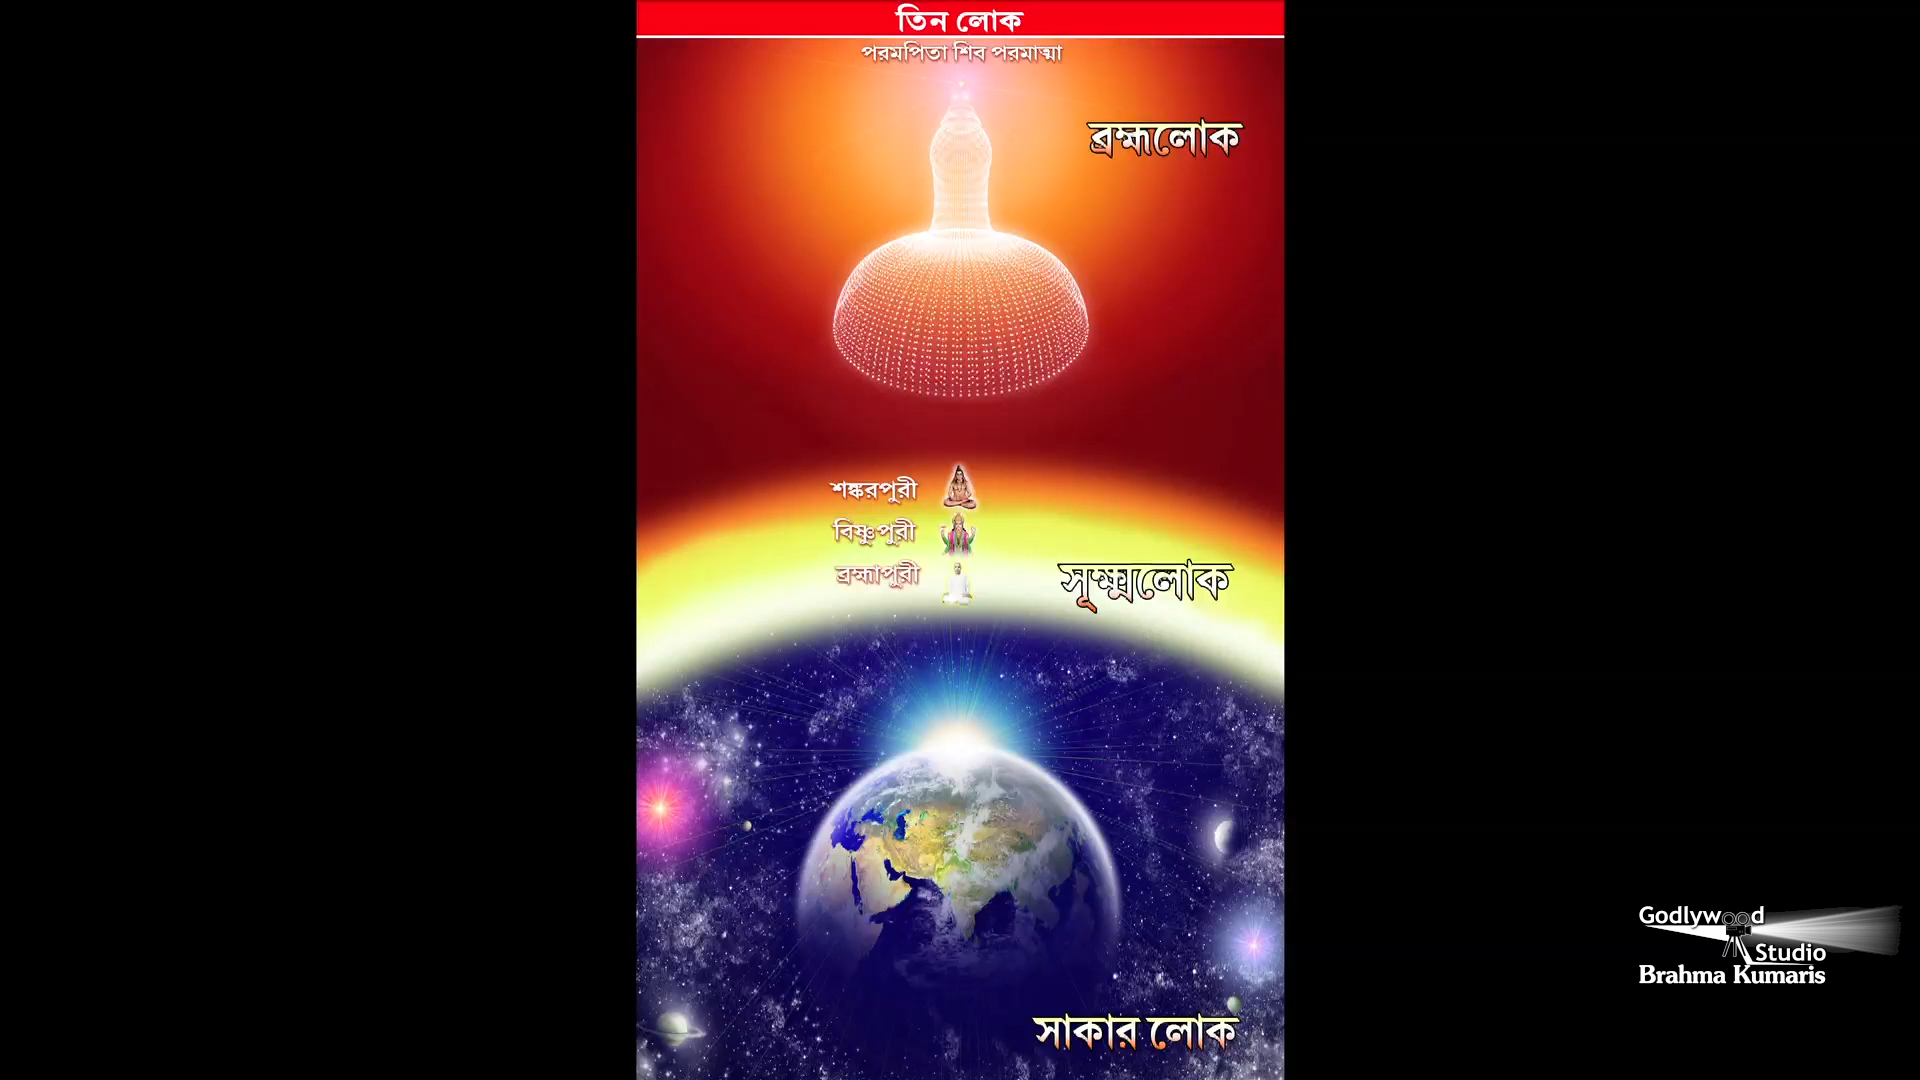 তিন লোক
পরমপিতা শিব পরমাত্মা
ব্রহ্মলোক
শঙ্করপুরী
বিষ্ণুপুরী
ব্রহ্মাপুরী
সূক্ষ্মলোক
সাকার লোক
Godlywood
Studio
Brahma Kumaris